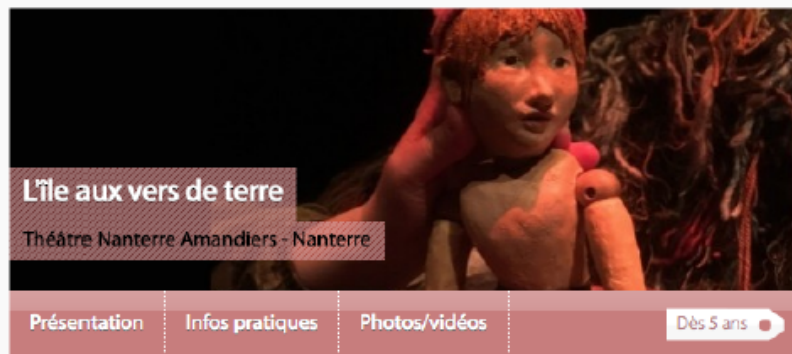 L'île aux vers de terre
Théâtre Nanterre Amandiers - Nanterre
Présentation Infos pratiques Photos/vidéos Dès 5 ans